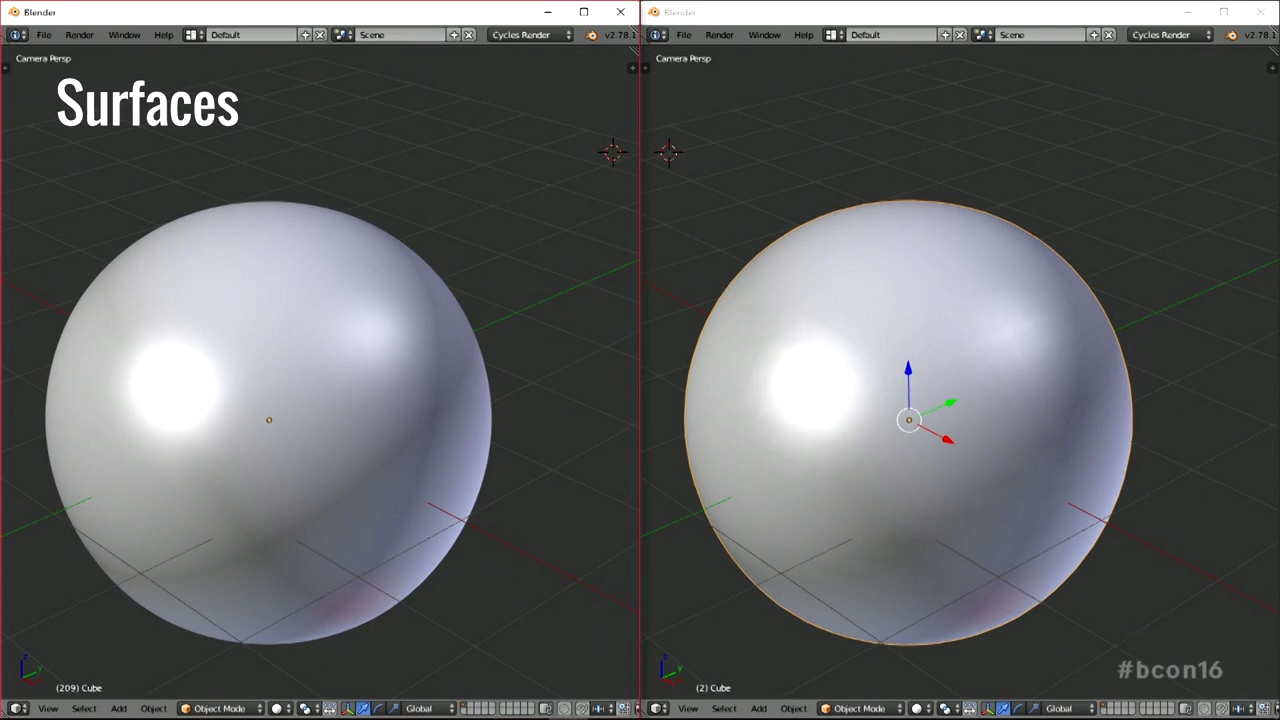 Blender
Blender
File Render Window Help Default Scene Cycles Render v2.78.1
File Render Window Help Default Scene Cycles Render v2.78.1
Camera Persp
Camera Persp
Surfaces
#bcon16
(209) Cube
(2) Cube
View Select Add Object Object Mode Global
View Select Add Object Object Mode Global